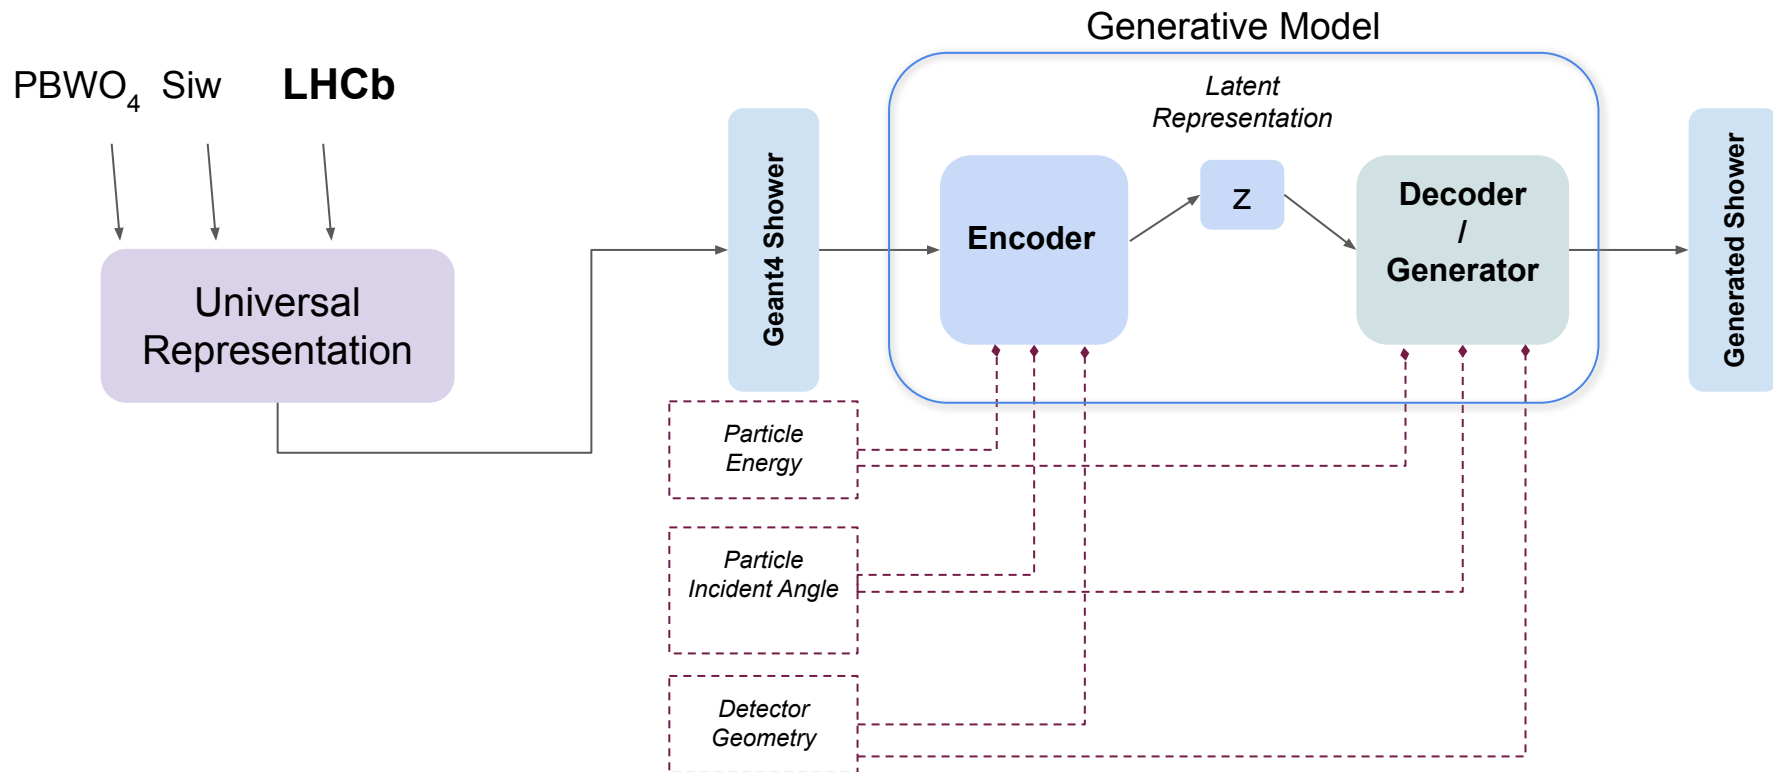 Generative Model
PBWO₄ Siw LHCb
Universal
Representation
Geant4 Shower
Latent
Representation
Encoder
z
Decoder
/
Generator
Generated Shower
Particle
Energy
Particle
Incident Angle
Detector
Geometry